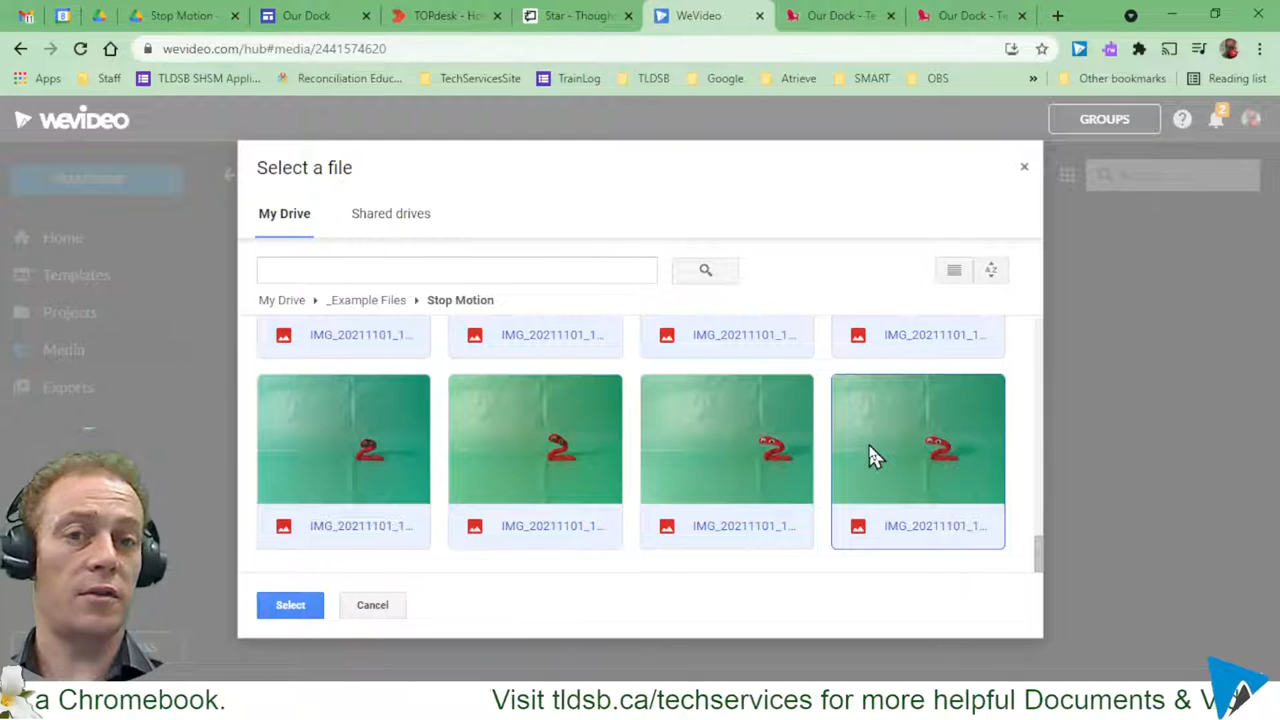 Stop Motion -
Our Dock
TOPdesk - Ho
Star - Though
WeVideo
Our Dock - Te
Our Dock - Te
wevideo.com/hub#media/2441574620
Apps
Staff
TLDSB SHSM Appli...
Reconciliation Educ...
TechServicesSite
TrainLog
TLDSB
Google
Atrieve
SMART
OBS
»
Other bookmarks
Reading list
WEVIDEO
GROUPS
2
Select a file
My Drive
Shared drives
My Drive
_Example Files
Stop Motion
Home
Templates
Projects
Media
Exports
IMG_20211101_1...
IMG_20211101_1...
IMG_20211101_1...
IMG_20211101_1...
IMG_20211101_1...
IMG_20211101_1...
IMG_20211101_1...
IMG_20211101_1...
Select
Cancel
a Chromebook.
Visit tldsb.ca/techservices for more helpful Documents & V